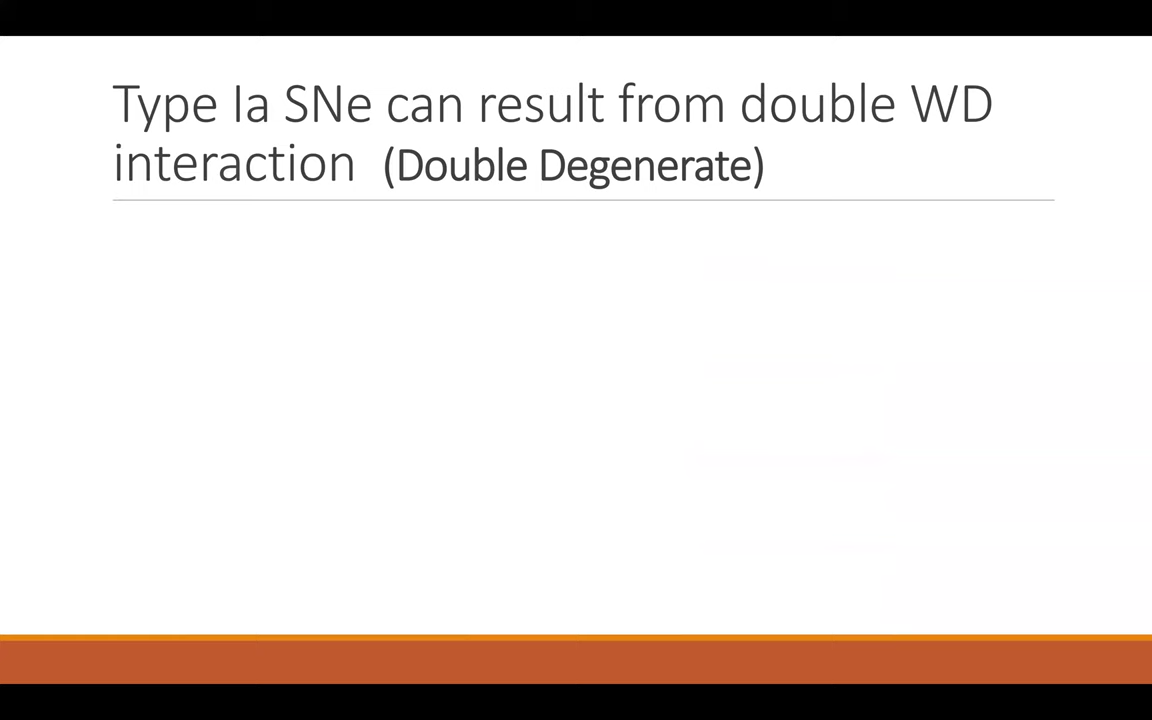 Type Ia SNe can result from double WD
interaction (Double Degenerate)